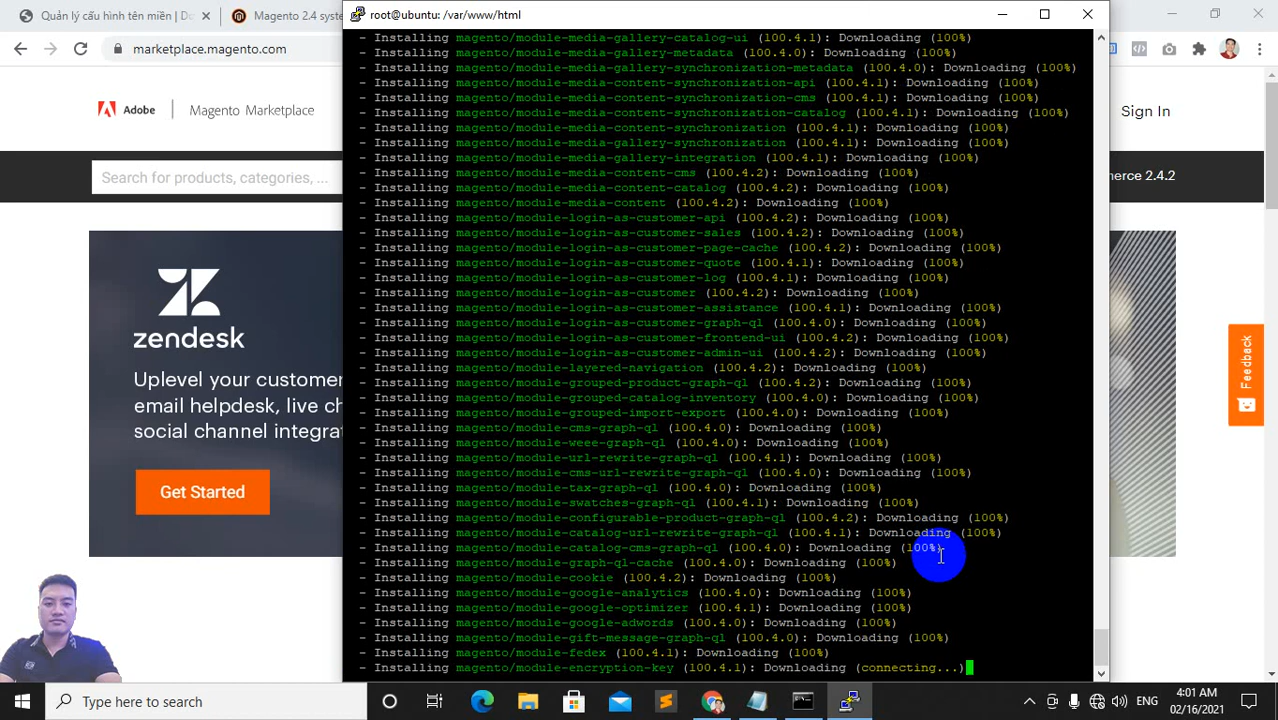 Quản lý cấu hình tên miền | Do
Magento 2.4 syste
root@ubuntu: /var/www/html
marketplace.magento.com
Adobe
Magento Marketplace
Sign In
Search for products, categories, ...
merce 2.4.2
zendesk
Uplevel your customer
email helpdesk, live ch
social channel integrat
Get Started
Feedback
- Installing magento/module-media-gallery-catalog-ui (100.4.1): Downloading (100%)
- Installing magento/module-media-gallery-metadata (100.4.0): Downloading (100%)
- Installing magento/module-media-gallery-synchronization-metadata (100.4.0): Downloading (100%)
- Installing magento/module-media-content-synchronization-api (100.4.1): Downloading (100%)
- Installing magento/module-media-content-synchronization-cms (100.4.1): Downloading (100%)
- Installing magento/module-media-content-synchronization-catalog (100.4.1): Downloading (100%)
- Installing magento/module-media-content-synchronization (100.4.1): Downloading (100%)
- Installing magento/module-media-gallery-synchronization (100.4.1): Downloading (100%)
- Installing magento/module-media-gallery-integration (100.4.1): Downloading (100%)
- Installing magento/module-media-content-cms (100.4.2): Downloading (100%)
- Installing magento/module-media-content-catalog (100.4.2): Downloading (100%)
- Installing magento/module-media-content (100.4.2): Downloading (100%)
- Installing magento/module-login-as-customer-api (100.4.2): Downloading (100%)
- Installing magento/module-login-as-customer-sales (100.4.2): Downloading (100%)
- Installing magento/module-login-as-customer-page-cache (100.4.2): Downloading (100%)
- Installing magento/module-login-as-customer-quote (100.4.1): Downloading (100%)
- Installing magento/module-login-as-customer-log (100.4.1): Downloading (100%)
- Installing magento/module-login-as-customer (100.4.2): Downloading (100%)
- Installing magento/module-login-as-customer-assistance (100.4.1): Downloading (100%)
- Installing magento/module-login-as-customer-graph-ql (100.4.0): Downloading (100%)
- Installing magento/module-login-as-customer-frontend-ui (100.4.2): Downloading (100%)
- Installing magento/module-login-as-customer-admin-ui (100.4.2): Downloading (100%)
- Installing magento/module-layered-navigation (100.4.2): Downloading (100%)
- Installing magento/module-grouped-product-graph-ql (100.4.2): Downloading (100%)
- Installing magento/module-grouped-catalog-inventory (100.4.0): Downloading (100%)
- Installing magento/module-grouped-import-export (100.4.0): Downloading (100%)
- Installing magento/module-cms-graph-ql (100.4.0): Downloading (100%)
- Installing magento/module-weee-graph-ql (100.4.0): Downloading (100%)
- Installing magento/module-url-rewrite-graph-ql (100.4.1): Downloading (100%)
- Installing magento/module-cms-url-rewrite-graph-ql (100.4.0): Downloading (100%)
- Installing magento/module-tax-graph-ql (100.4.0): Downloading (100%)
- Installing magento/module-swatches-graph-ql (100.4.1): Downloading (100%)
- Installing magento/module-configurable-product-graph-ql (100.4.2): Downloading (100%)
- Installing magento/module-catalog-url-rewrite-graph-ql (100.4.1): Downloading (100%)
- Installing magento/module-catalog-cms-graph-ql (100.4.0): Downloading (100%)
- Installing magento/module-graph-ql-cache (100.4.0): Downloading (100%)
- Installing magento/module-cookie (100.4.2): Downloading (100%)
- Installing magento/module-google-analytics (100.4.0): Downloading (100%)
- Installing magento/module-google-optimizer (100.4.1): Downloading (100%)
- Installing magento/module-google-adwords (100.4.0): Downloading (100%)
- Installing magento/module-gift-message-graph-ql (100.4.0): Downloading (100%)
- Installing magento/module-fedex (100.4.1): Downloading (100%)
- Installing magento/module-encryption-key (100.4.1): Downloading (connecting...)
Type here to search
ENG
4:01 AM
02/16/2021